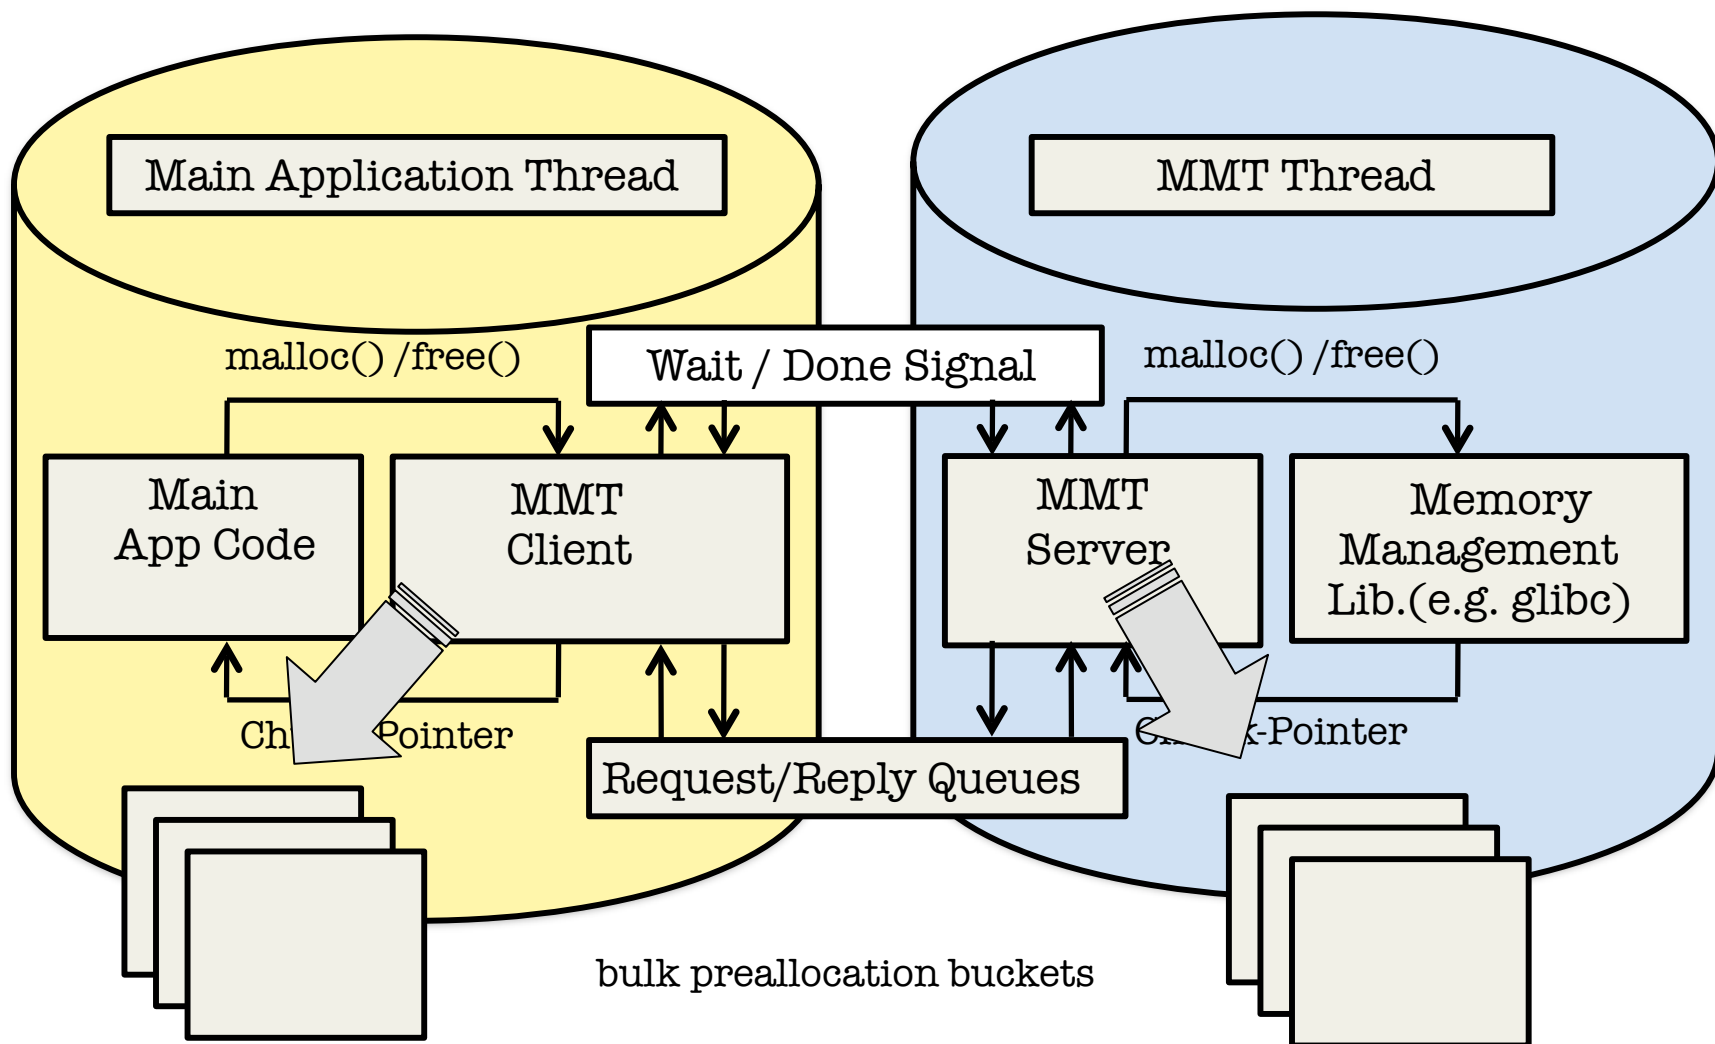 Main Application Thread
MMT Thread
malloc() /free()
Wait / Done Signal
malloc() /free()
Main
App Code
MMT
Client
MMT
Server
Memory
Management
Lib.(e.g. glibc)
Pointer
-Pointer
Request/Reply Queues
bulk preallocation buckets